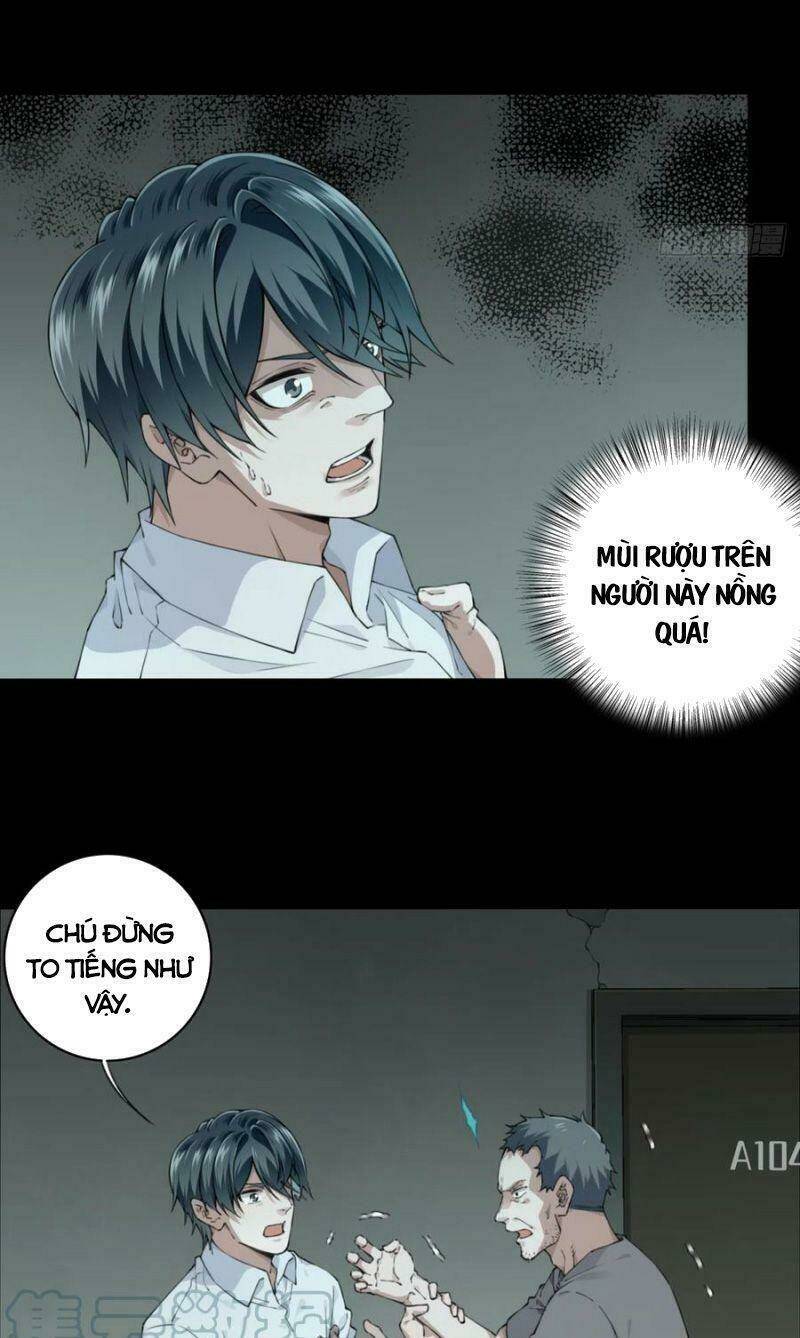 MÙI RƯỢU TRÊN
NGƯỜI NÀY NỒNG
QUÁ!
CHÚ ĐỪNG
TO TIẾNG NHƯ
VẬY.
A104